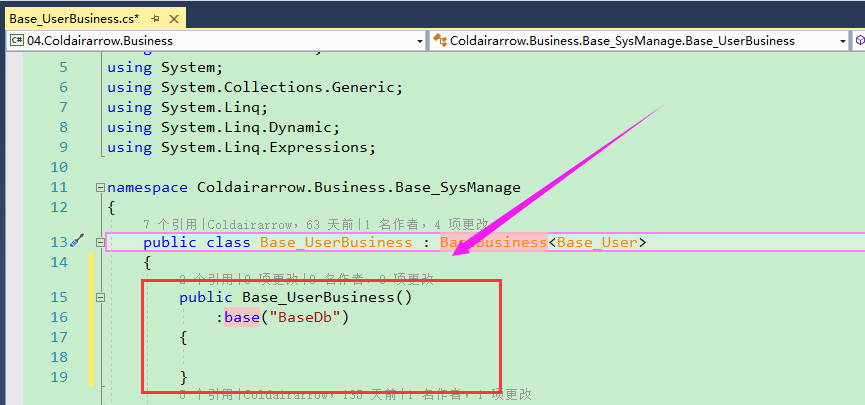 Base_UserBusiness.cs*
C# 04.Coldairarrow.Business
Coldairarrow.Business.Base_SysManage.Base_UserBusiness
5 using System;
6 using System.Collections.Generic;
7 using System.Linq;
8 using System.Linq.Dynamic;
9 using System.Linq.Expressions;
10
11 namespace Coldairarrow.Business.Base_SysManage
12 {
7 个引用|Coldairarrow，63 天前|1 名作者，4 项更改
13 public class Base_UserBusiness : BaseBusiness<Base_User>
14 {
2 个引用|0 项更改|0 名作者，0 项更改
15 public Base_UserBusiness()
16 :base("BaseDb")
17 {
18
19 }
个引用|Coldairarrow，135 天前|1 名作者，1 项更改